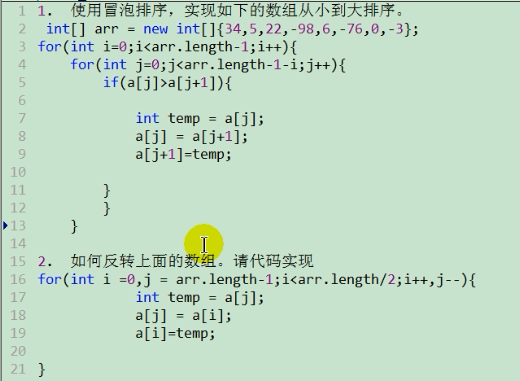 1 1. 使用冒泡排序，实现如下的数组从小到大排序。
2 int[] arr = new int[]{34,5,22,-98,6,-76,0,-3};
3 for(int i=0;i<arr.length-1;i++){
4 for(int j=0;j<arr.length-1-i;j++){
5 if(a[j]>a[j+1]){
6
7 int temp = a[j];
8 a[j] = a[j+1];
9 a[j+1]=temp;
10
11 }
12 }
13 }
14
15 2. 如何反转上面的数组。请代码实现
16 for(int i =0,j = arr.length-1;i<arr.length/2;i++,j--){
17 int temp = a[j];
18 a[j] = a[i];
19 a[i]=temp;
20
21 }